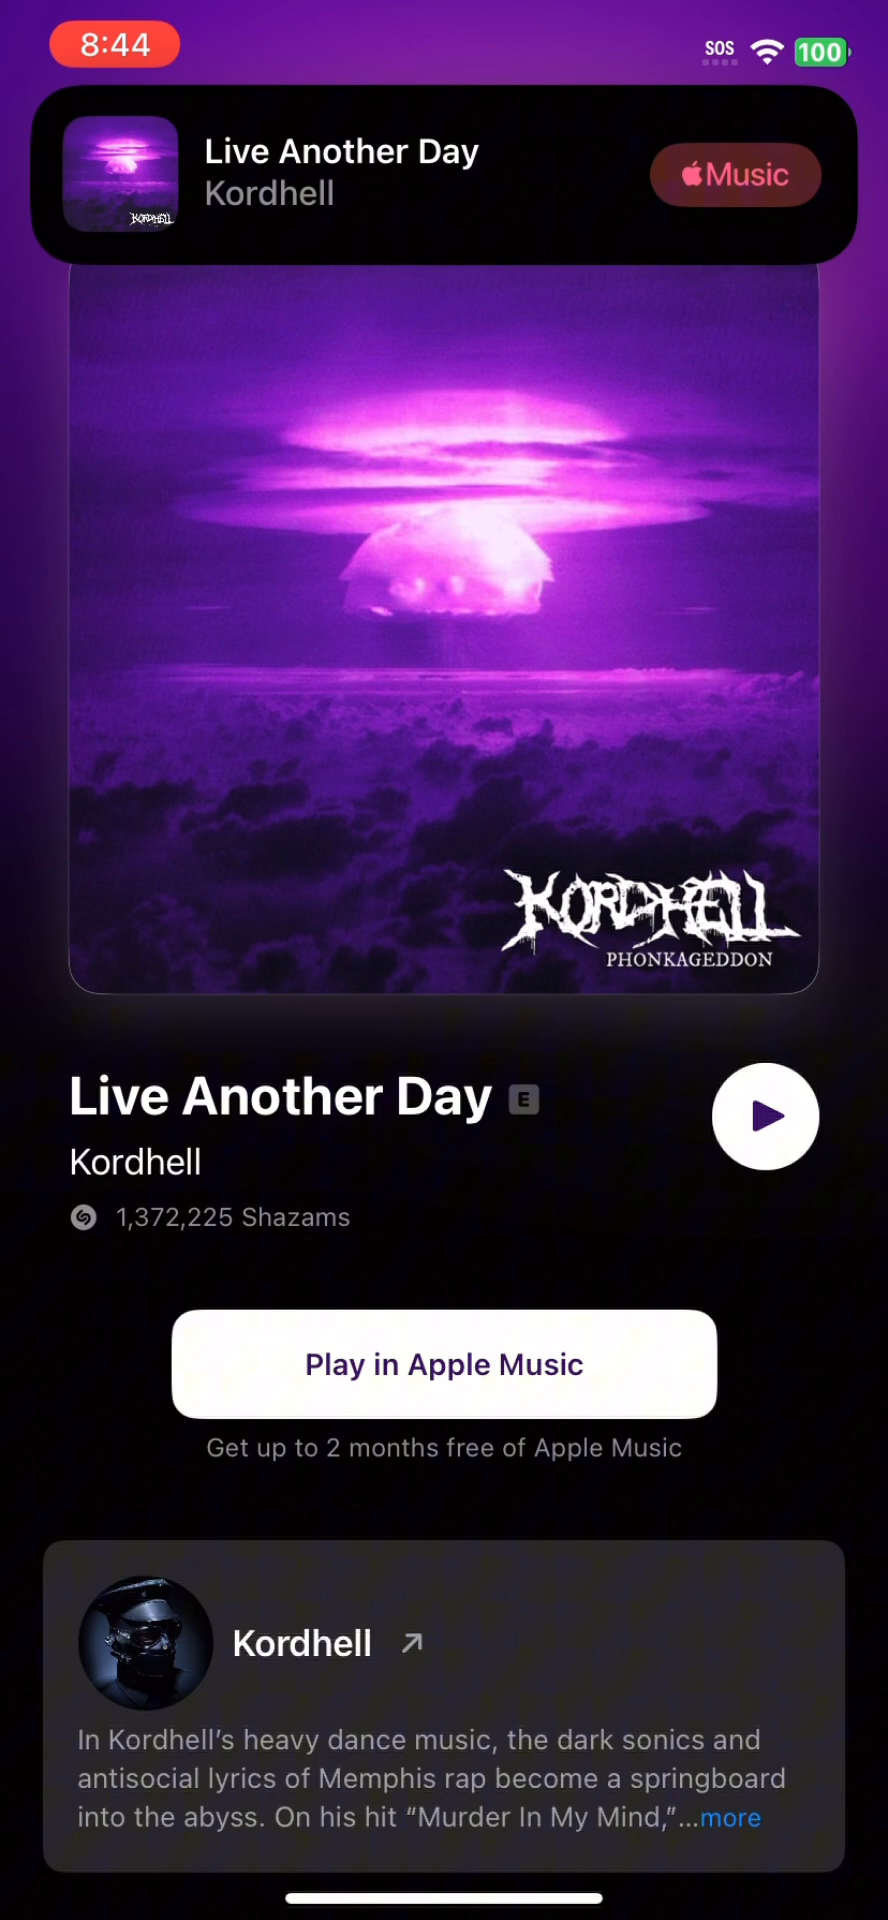 8:44
SOS
100
Live Another Day
Kordhell
Music
KORDHELL
KORDHELL
PHONKAGEDDON
Live Another Day E
Kordhell
1,372,225 Shazams
Play in Apple Music
Get up to 2 months free of Apple Music
Kordhell
In Kordhell’s heavy dance music, the dark sonics and
antisocial lyrics of Memphis rap become a springboard
into the abyss. On his hit “Murder In My Mind,”...more